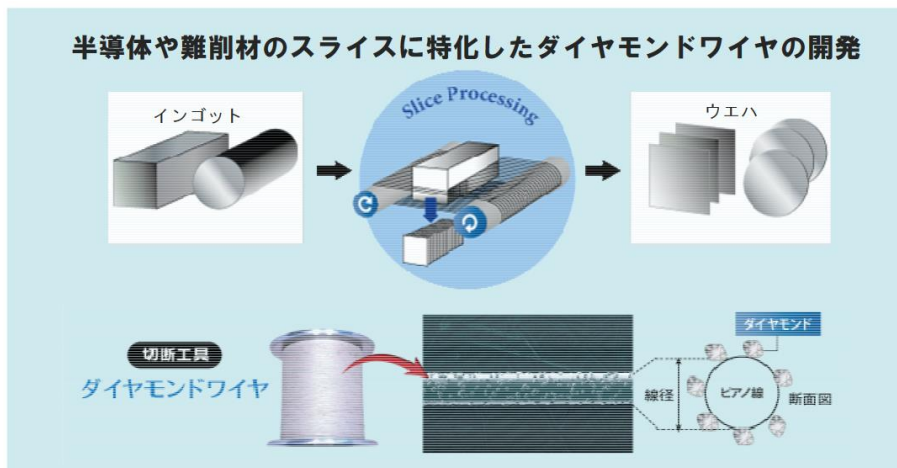 半導体や難削材のスライスに特化したダイヤモンドワイヤの開発
インゴット
Slice Processing
ウエハ
切断工具
ダイヤモンドワイヤ
ダイヤモンド
線径
ピアノ線
断面図